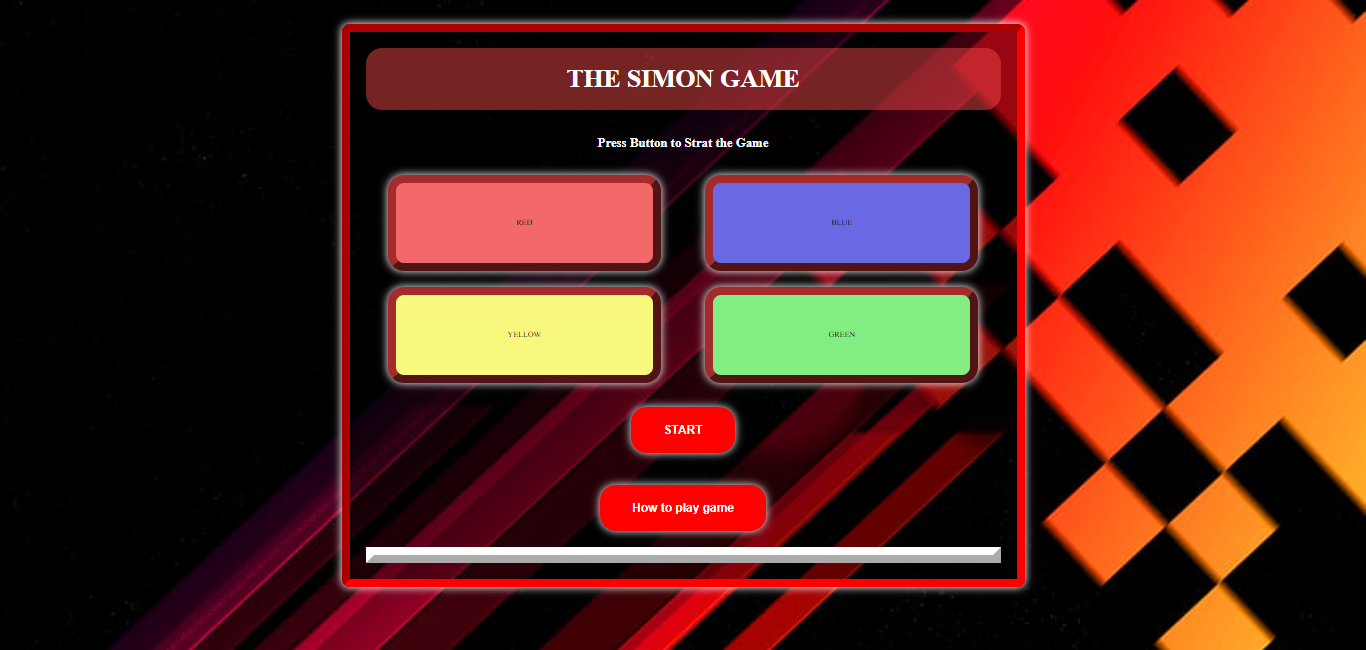 THE SIMON GAME
Press Button to Strat the Game
RED
BLUE
YELLOW
GREEN
START
How to play game